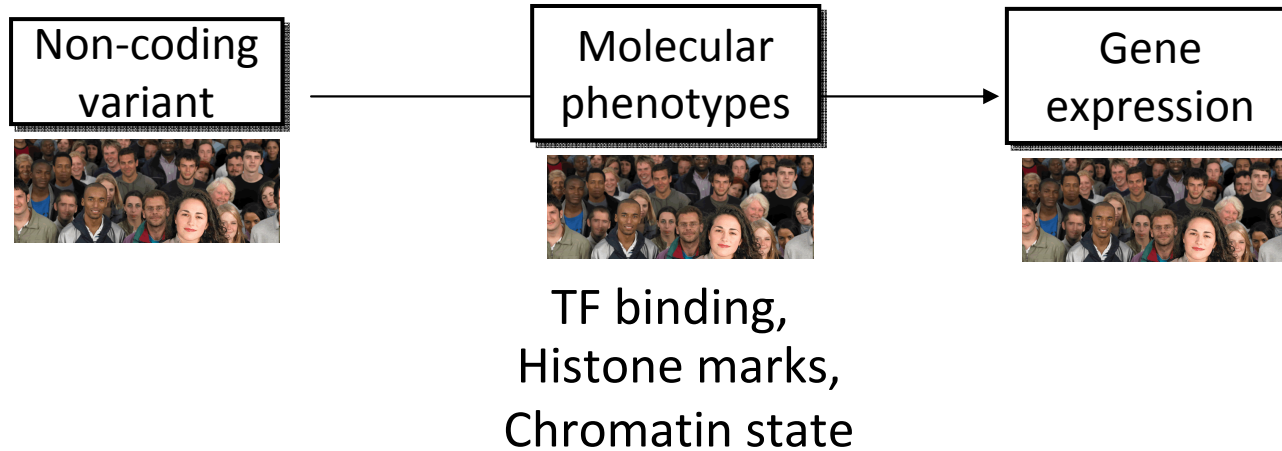 Non-coding
variant
Molecular
phenotypes
Gene
expression
TF binding,
Histone marks,
Chromatin state